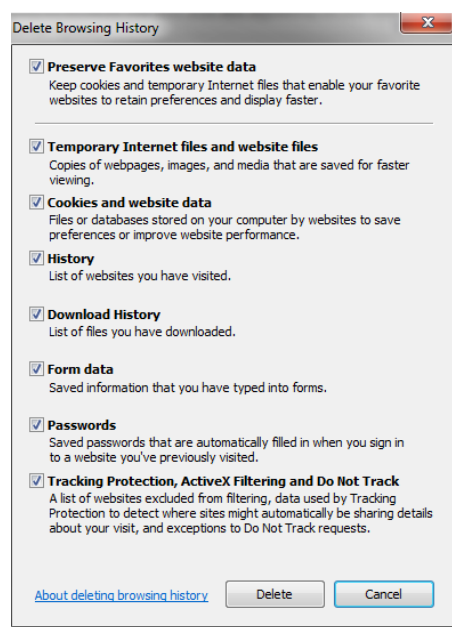 Delete Browsing History
Preserve Favorites website data
Keep cookies and temporary Internet files that enable your favorite
websites to retain preferences and display faster.
Temporary Internet files and website files
Copies of webpages, images, and media that are saved for faster
viewing.
Cookies and website data
Files or databases stored on your computer by websites to save
preferences or improve website performance.
History
List of websites you have visited.
Download History
List of files you have downloaded.
Form data
Saved information that you have typed into forms.
Passwords
Saved passwords that are automatically filled in when you sign in
to a website you've previously visited.
Tracking Protection, ActiveX Filtering and Do Not Track
A list of websites excluded from filtering, data used by Tracking
Protection to detect where sites might automatically be sharing details
about your visit, and exceptions to Do Not Track requests.
About deleting browsing history Delete Cancel